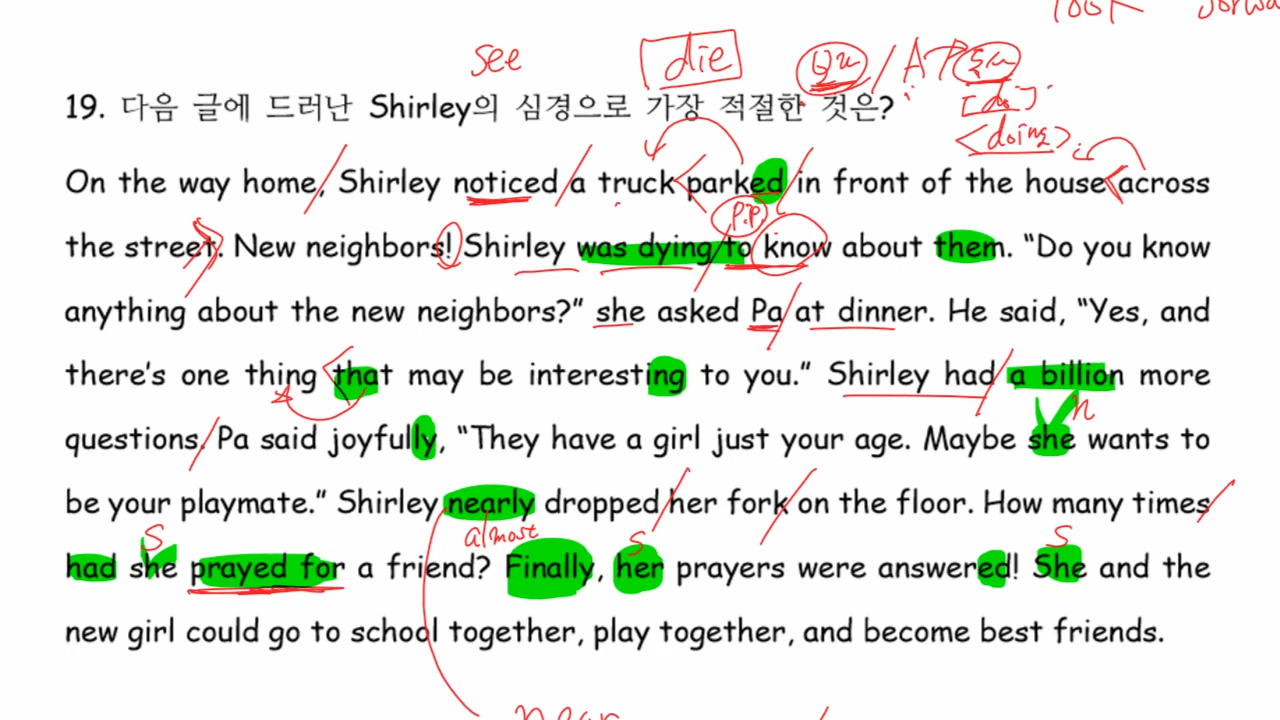 look forwa
see die
19. 다음 글에 드러난 Shirley의 심경으로 가장 적절한 것은?
[do]
<doing>
On the way home, Shirley noticed a truck parked in front of the house across
p.p.
the street. New neighbors! Shirley was dying to know about them. “Do you know
anything about the new neighbors?” she asked Pa at dinner. He said, “Yes, and
there’s one thing that may be interesting to you.” Shirley had a billion more
n
questions. Pa said joyfully, “They have a girl just your age. Maybe she wants to
be your playmate.” Shirley nearly dropped her fork on the floor. How many times
S almost S S
had she prayed for a friend? Finally, her prayers were answered! She and the
new girl could go to school together, play together, and become best friends.
near